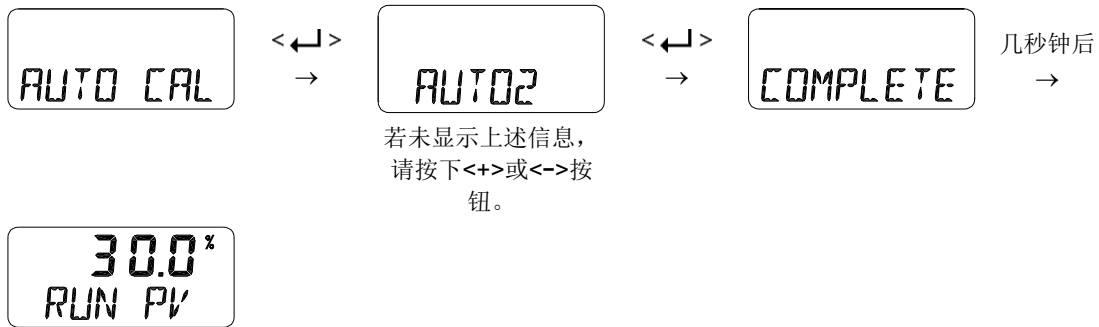 <↵>
<↵>
几秒钟后
AUTO CAL
→
AUTO2
→
COMPLETE
→
若未显示上述信息，
请按下<+>或<->按
钮。
30.0%
RUN PV